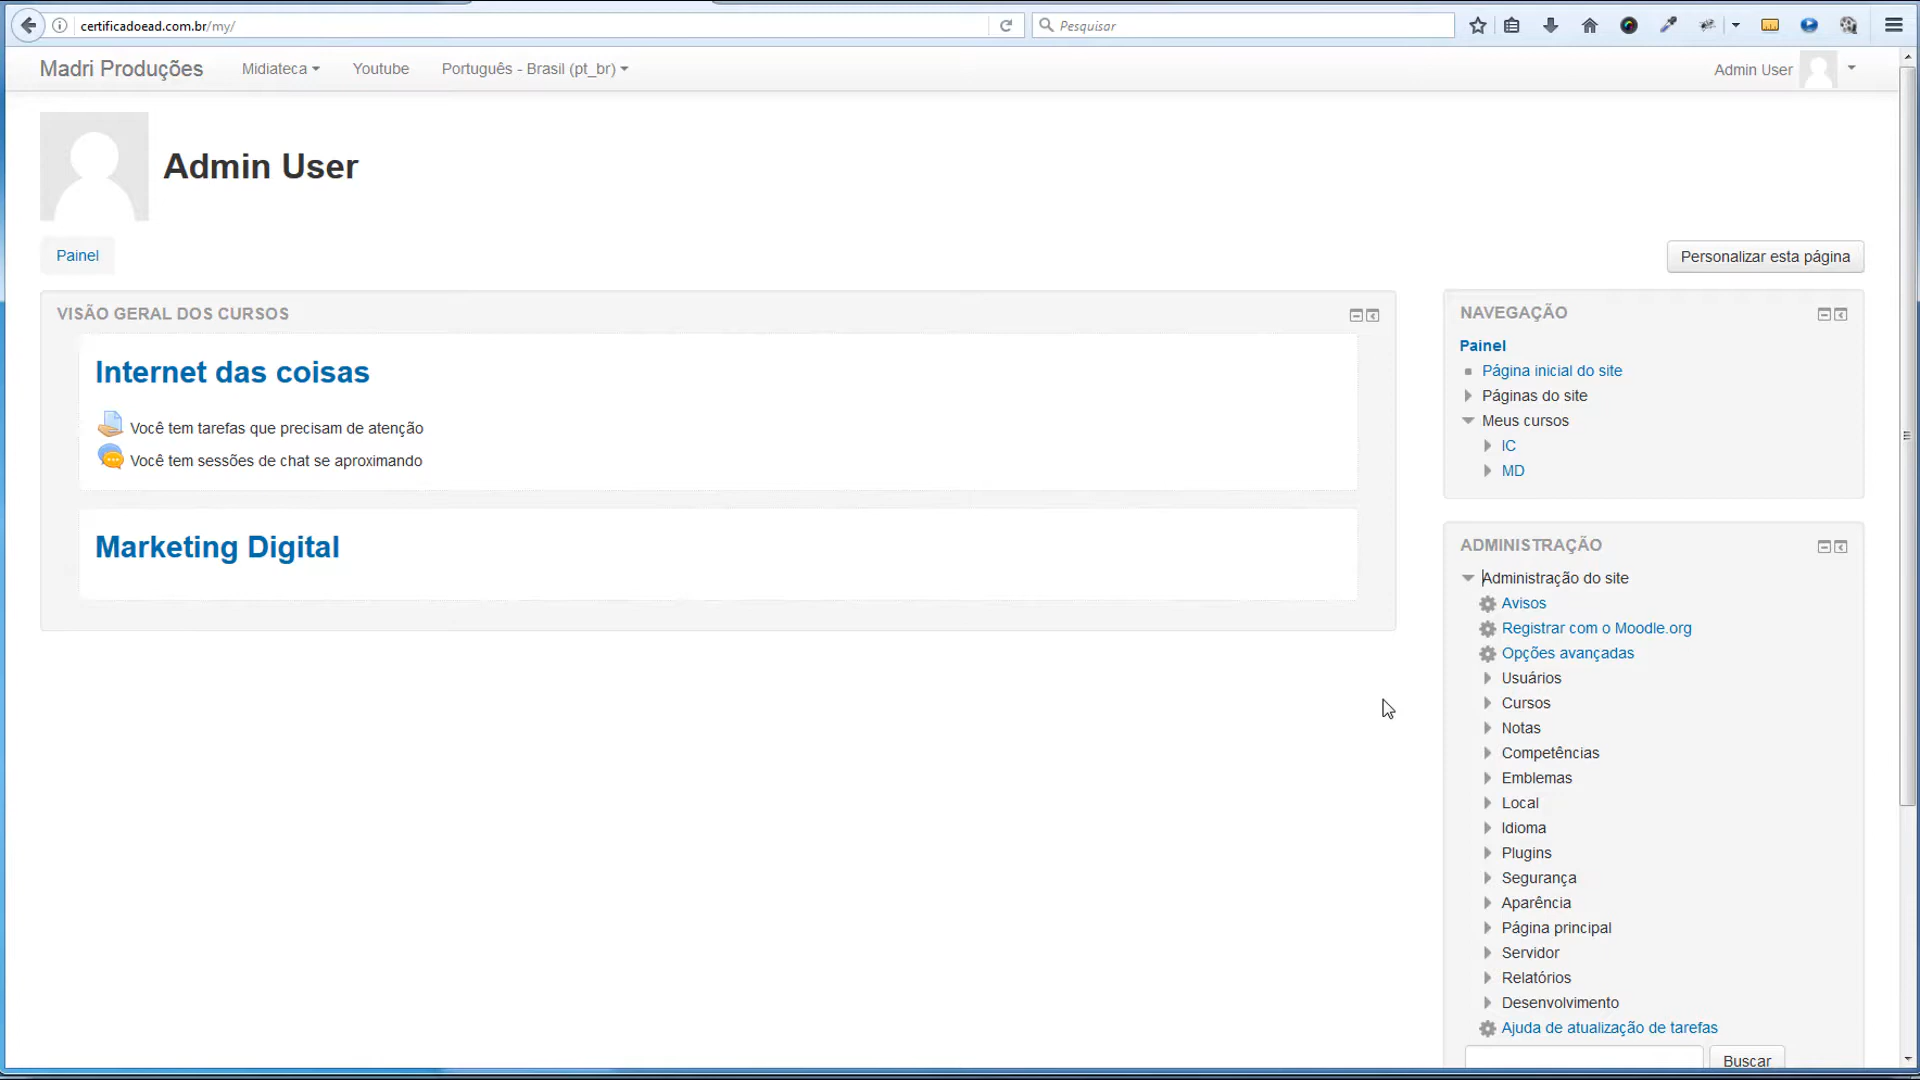 certificadoead.com.br/my/
Pesquisar
Madri Produções
Midiateca
Youtube
Português - Brasil (pt_br)
Admin User
Admin User
Painel
Personalizar esta página
VISÃO GERAL DOS CURSOS
Internet das coisas
Você tem tarefas que precisam de atenção
Você tem sessões de chat se aproximando
Marketing Digital
NAVEGAÇÃO
Painel
Página inicial do site
Páginas do site
Meus cursos
IC
MD
ADMINISTRAÇÃO
Administração do site
Avisos
Registrar com o Moodle.org
Opções avançadas
Usuários
Cursos
Notas
Competências
Emblemas
Local
Idioma
Plugins
Segurança
Aparência
Página principal
Servidor
Relatórios
Desenvolvimento
Ajuda de atualização de tarefas
Buscar